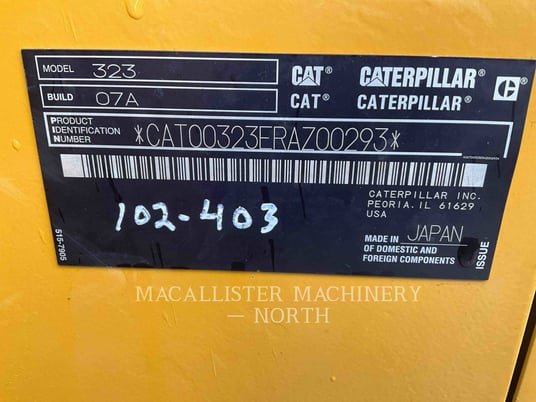 MODEL 323
BUILD 07A
CAT® CATERPILLAR® C®
CAT® CATERPILLAR®
PRODUCT
IDENTIFICATION
NUMBER
*CAT00323ERAZ00293*
CATERPILLAR INC.
PEORIA, IL 61629
USA
102-403
MADE IN JAPAN
OF DOMESTIC AND
FOREIGN COMPONENTS
ISSUE
515-7905
MACALLISTER MACHINERY
— NORTH